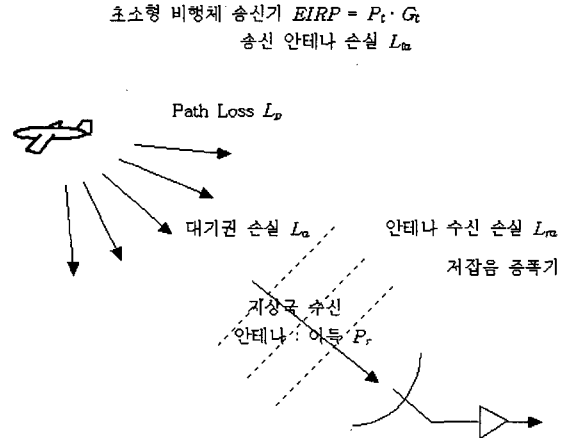 초소형 비행체 송신기 EIRP = Pt · Gt
송신 안테나 손실 Lta
Path Loss Lp
대기권 손실 La
안테나 수신 손실 Lra
저잡음 증폭기
지상국 수신
안테나 : 이득 Pr